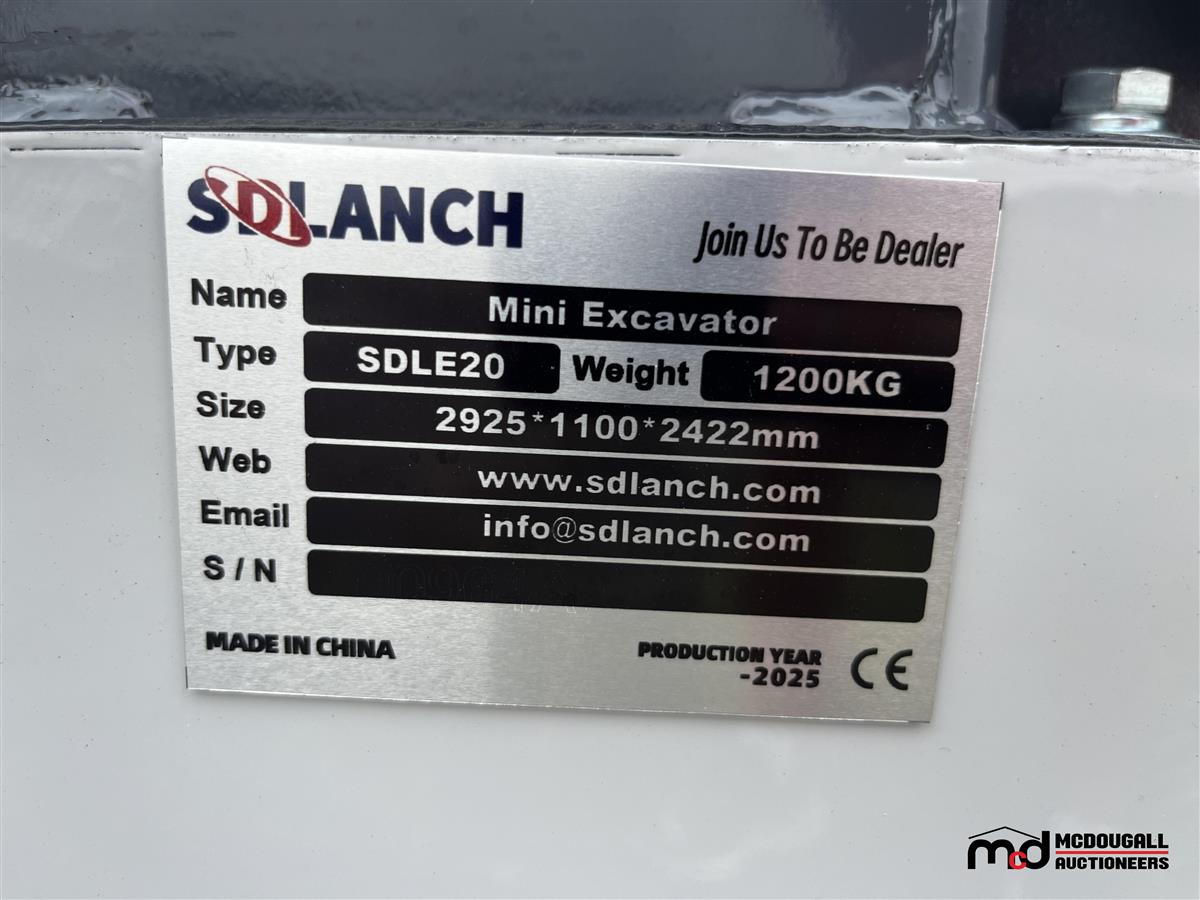 SDLANCH
Join Us To Be Dealer
Name Mini Excavator
Type SDLE20 Weight 1200KG
Size 2925*1100*2422mm
Web www.sdlanch.com
Email info@sdlanch.com
S / N
MADE IN CHINA
PRODUCTION YEAR
-2025
CE
mcd MCDOUGALL
AUCTIONEERS